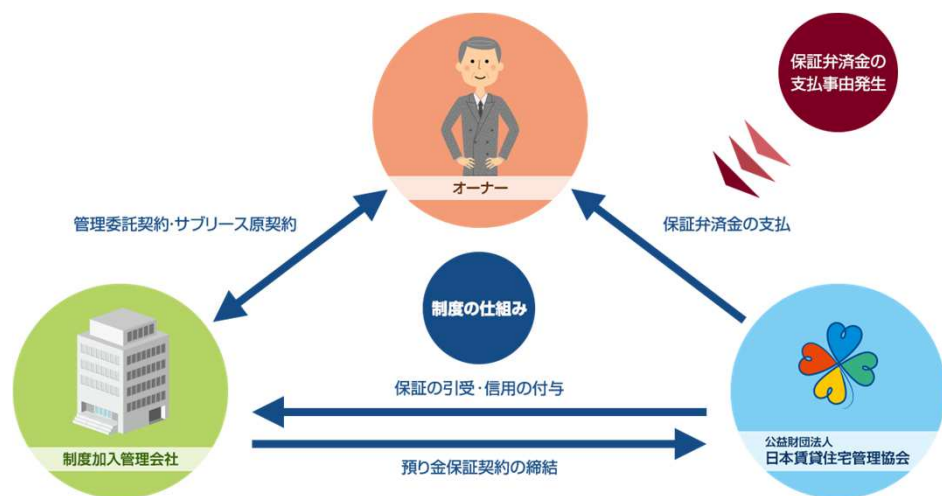 保証弁済金の
支払事由発生
オーナー
管理委託契約・サブリース原契約
保証弁済金の支払
制度の仕組み
保証の引受・信用の付与
制度加入管理会社
公益財団法人
日本賃貸住宅管理協会
預り金保証契約の締結